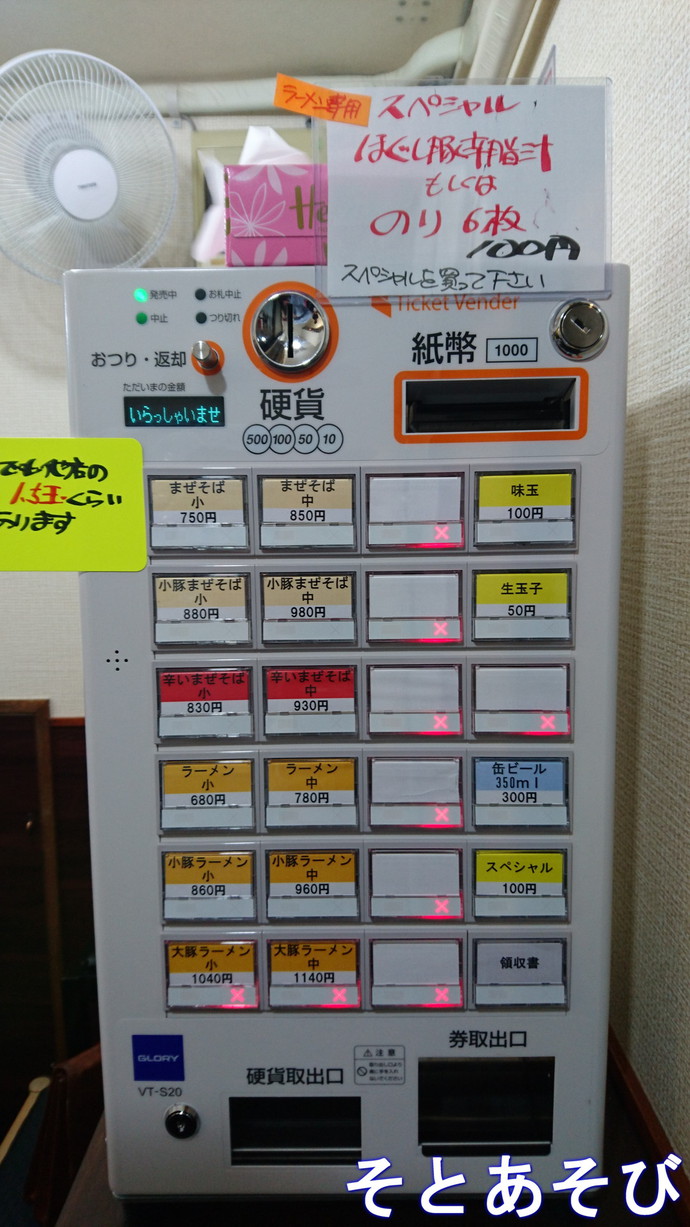 ラーメン専用
スペシャル
ほぐし豚 背脂 汁
もしくは
のり 6枚
100円
スペシャルを買って下さい
He
Ticket Vender
発売中
お札中止
中止
つり切れ
おつり・返却
ただいまの金額
いらっしゃいませ
硬貨
500 100 50 10
紙幣 1000
くらい
ります
まぜそば 小 750円
まぜそば 中 850円
味玉 100円
小豚まぜそば 小 880円
小豚まぜそば 中 980円
生玉子 50円
辛いまぜそば 小 830円
辛いまぜそば 中 930円
ラーメン 小 680円
ラーメン 中 780円
缶ビール 350ml 300円
小豚ラーメン 小 860円
小豚ラーメン 中 960円
スペシャル 100円
大豚ラーメン 小 1040円
大豚ラーメン 中 1140円
領収書
GLORY
VT-S20
硬貨取出口
注意
券取出口
そとあそび